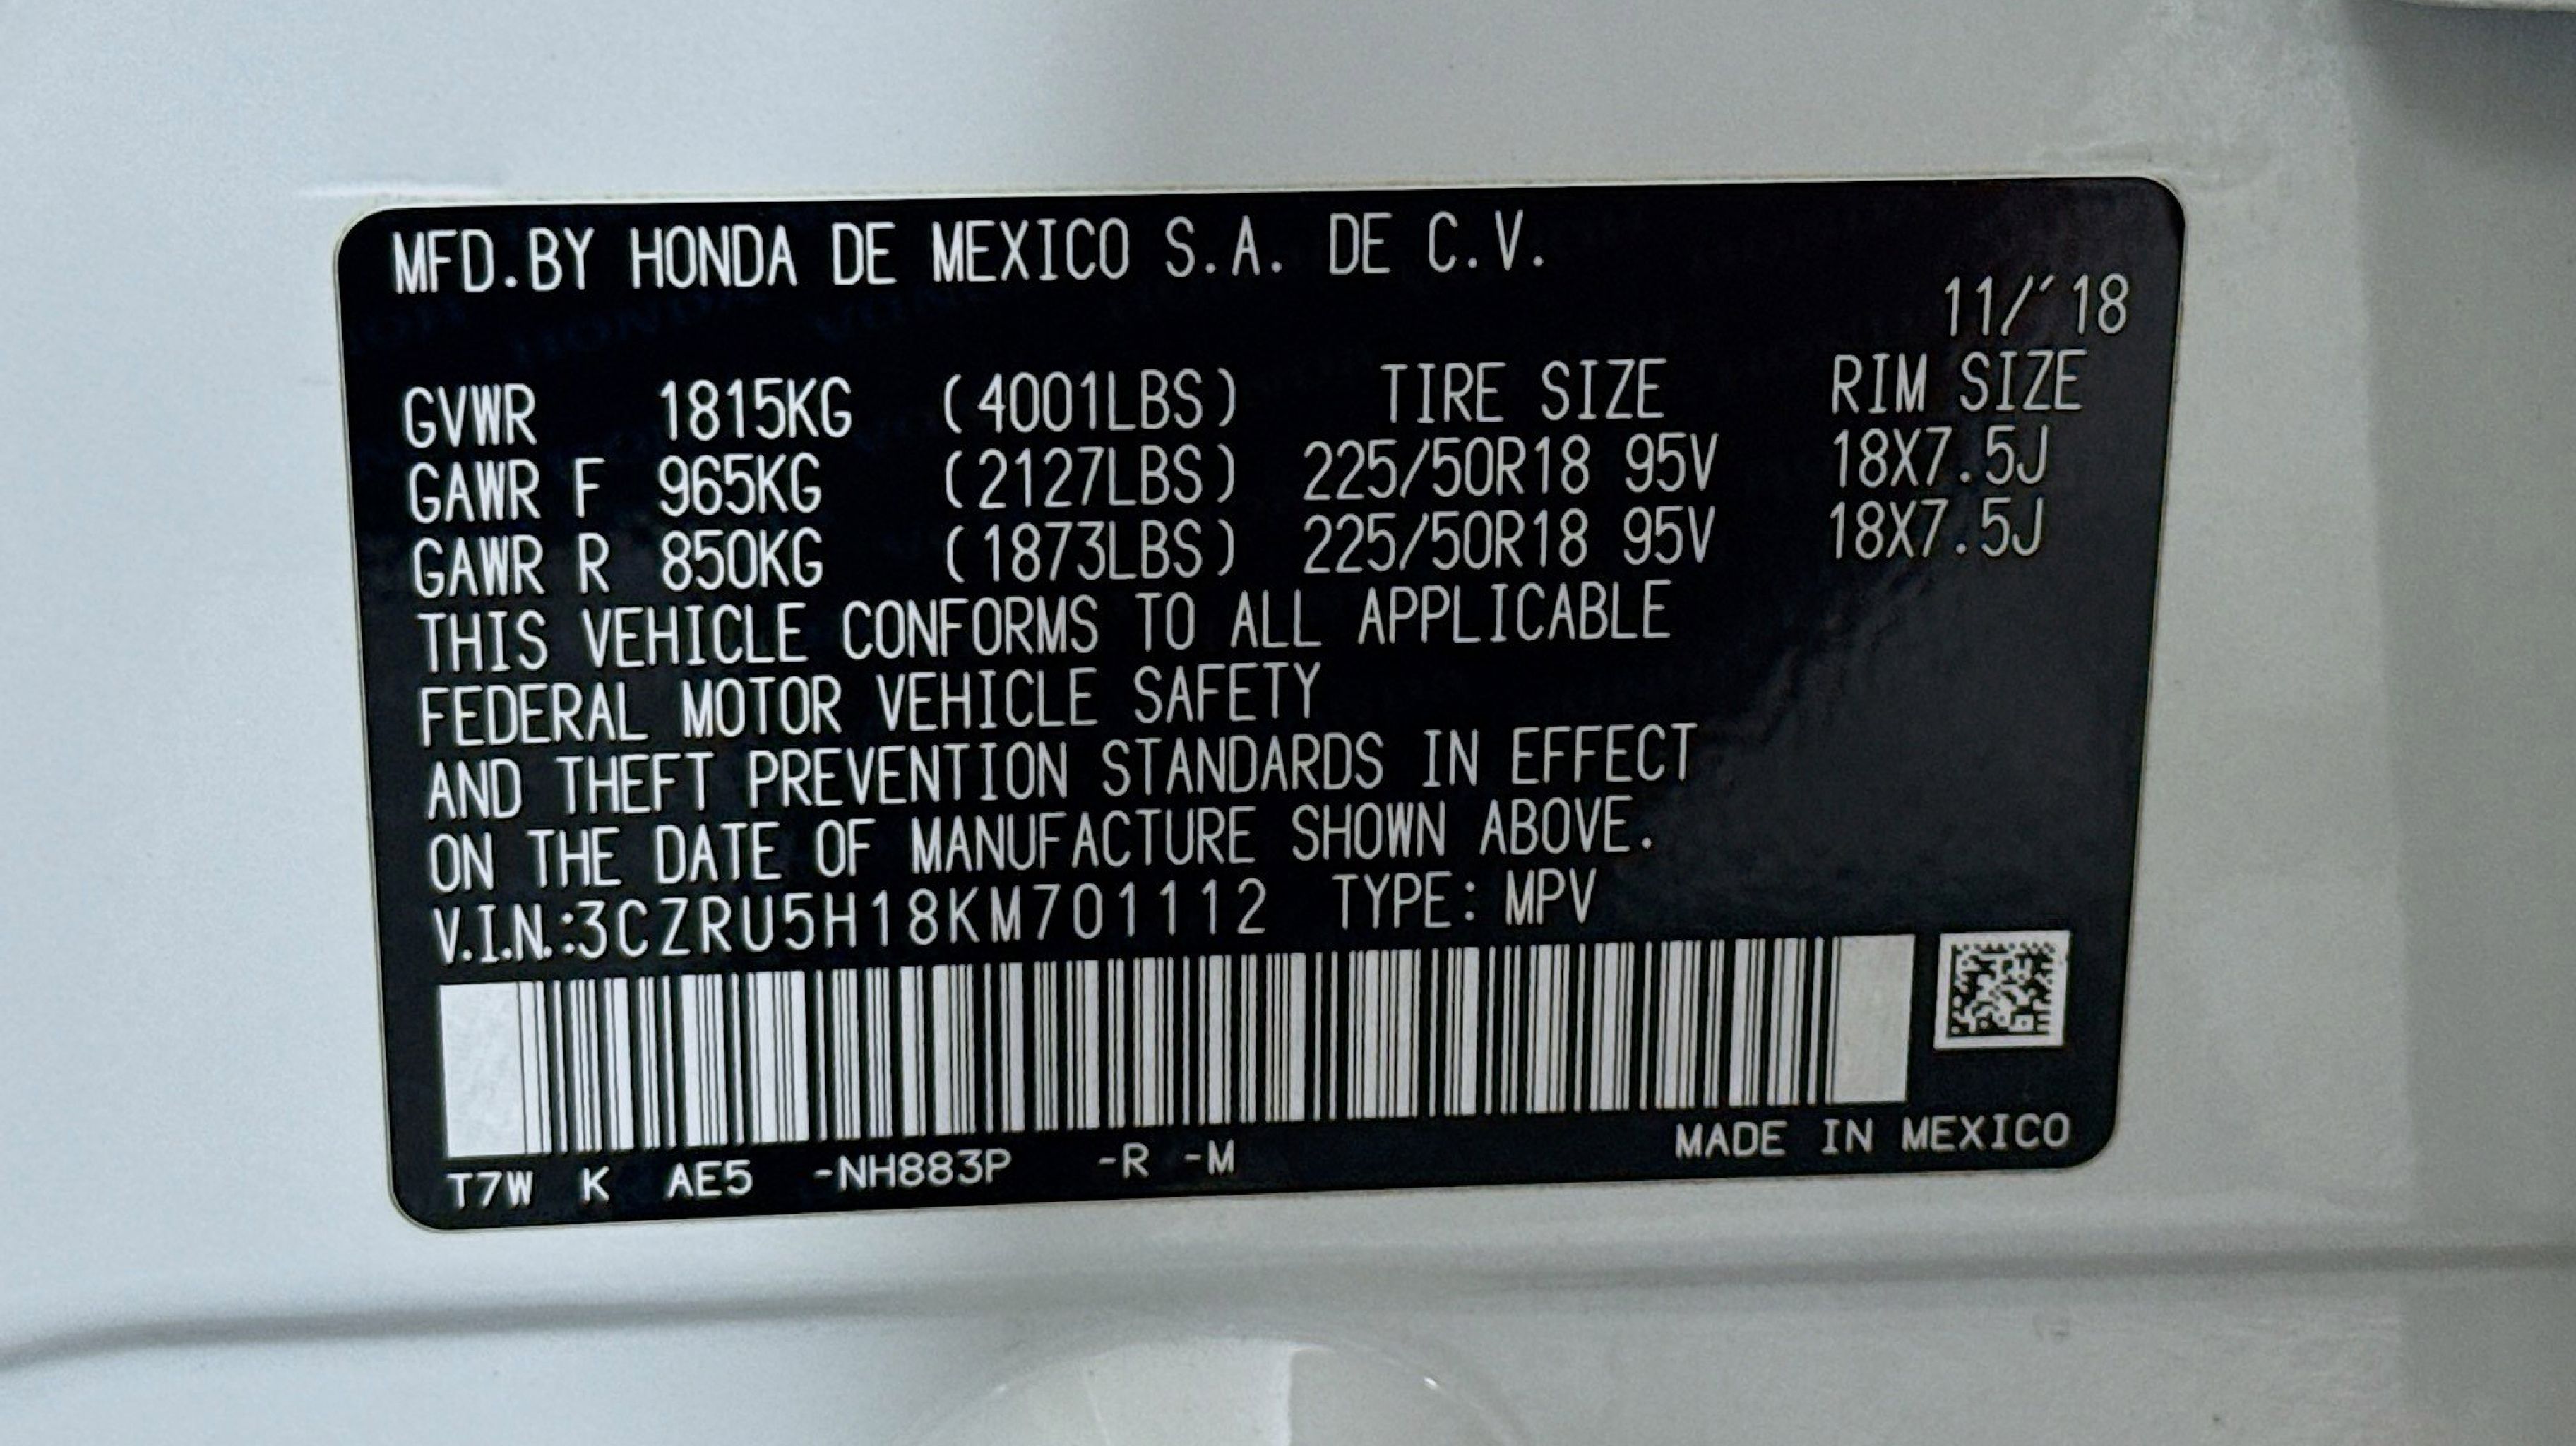 MFD.BY HONDA DE MEXICO S.A. DE C.V.
11/'18
GVWR 1815KG (4001LBS) TIRE SIZE RIM SIZE
GAWR F 965KG (2127LBS) 225/50R18 95V 18X7.5J
GAWR R 850KG (1873LBS) 225/50R18 95V 18X7.5J
THIS VEHICLE CONFORMS TO ALL APPLICABLE
FEDERAL MOTOR VEHICLE SAFETY
AND THEFT PREVENTION STANDARDS IN EFFECT
ON THE DATE OF MANUFACTURE SHOWN ABOVE.
V.I.N.:3CZRU5H18KM701112 TYPE: MPV
T7W K AE5 -NH883P -R -M MADE IN MEXICO